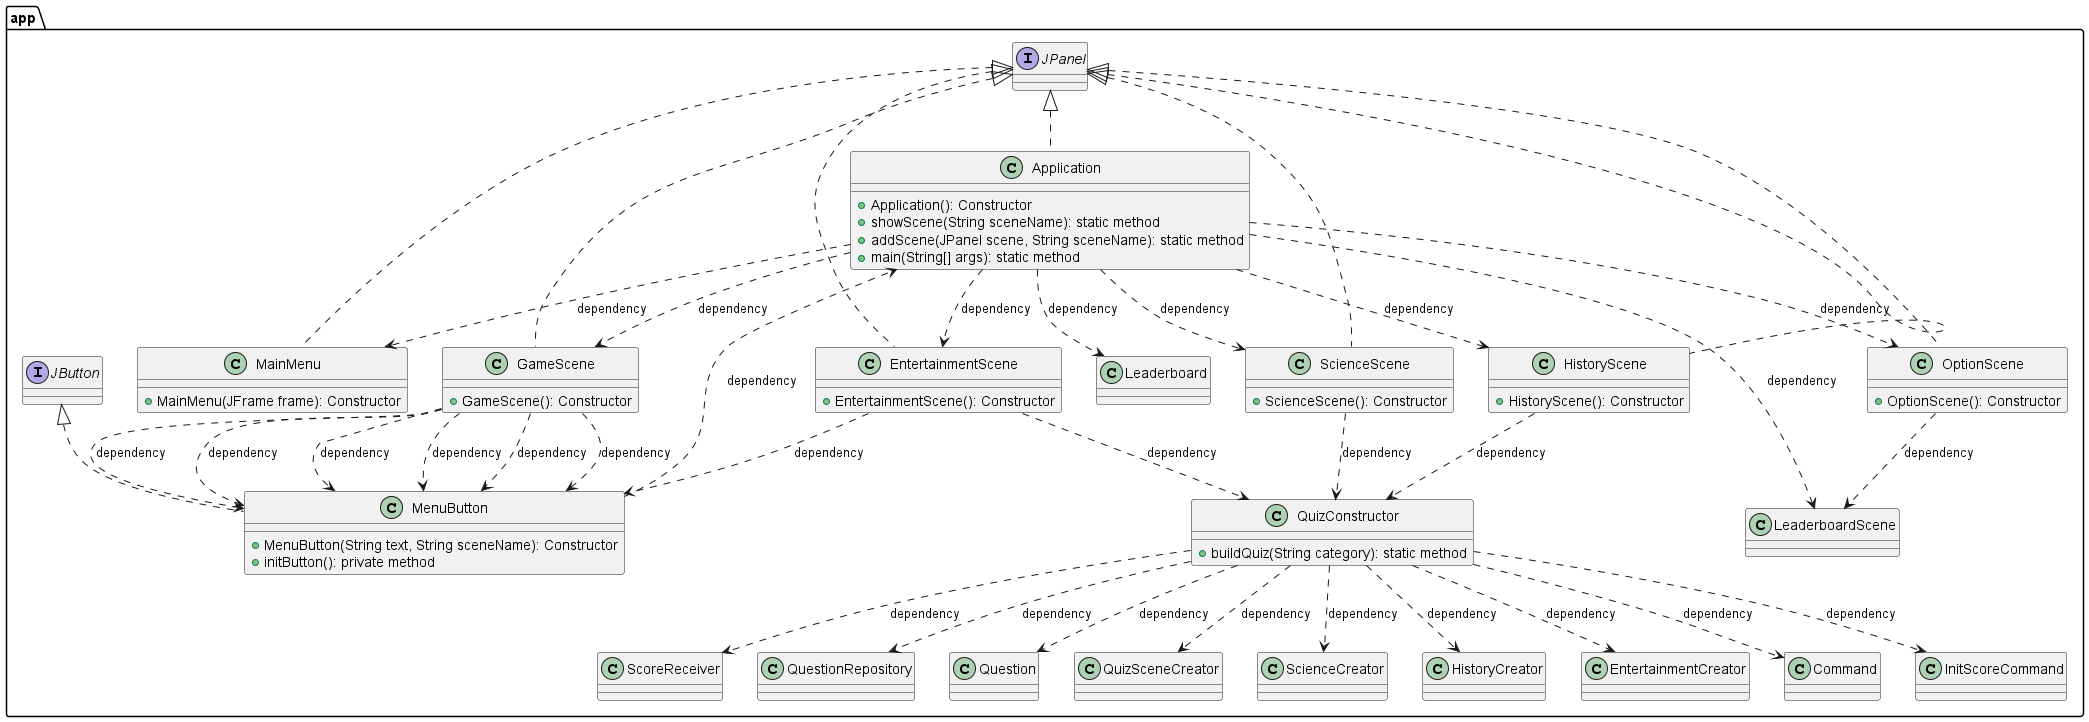 app
I JPanel
C Application
Application(): Constructor
showScene(String sceneName): static method
addScene(JPanel scene, String sceneName): static method
main(String[] args): static method
dependency
dependency
dependency
dependency
dependency
dependency
dependency
I JButton
C MainMenu
MainMenu(JFrame frame): Constructor
C GameScene
GameScene(): Constructor
C EntertainmentScene
EntertainmentScene(): Constructor
C Leaderboard
C ScienceScene
ScienceScene(): Constructor
C HistoryScene
HistoryScene(): Constructor
C OptionScene
OptionScene(): Constructor
dependency
dependency
dependency
dependency
dependency
dependency
dependency
dependency
dependency
dependency
dependency
dependency
dependency
C MenuButton
MenuButton(String text, String sceneName): Constructor
initButton(): private method
C QuizConstructor
buildQuiz(String category): static method
C LeaderboardScene
dependency
dependency
dependency
dependency
dependency
dependency
dependency
dependency
dependency
C ScoreReceiver
C QuestionRepository
C Question
C QuizSceneCreator
C ScienceCreator
C HistoryCreator
C EntertainmentCreator
C Command
C InitScoreCommand